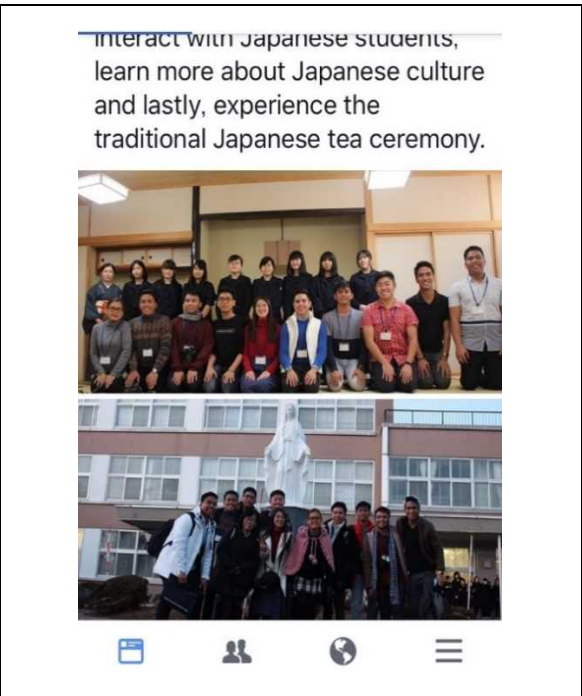 interact with Japanese students,
learn more about Japanese culture
and lastly, experience the
traditional Japanese tea ceremony.